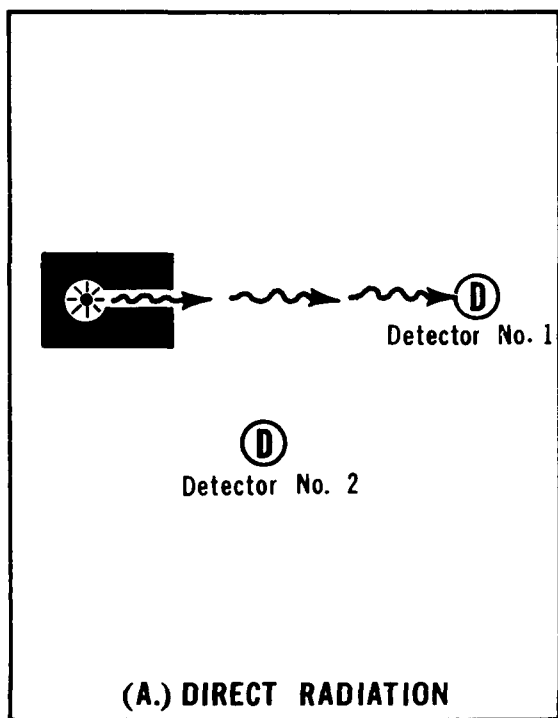 D
Detector No. 1
D
Detector No. 2
(A.) DIRECT RADIATION